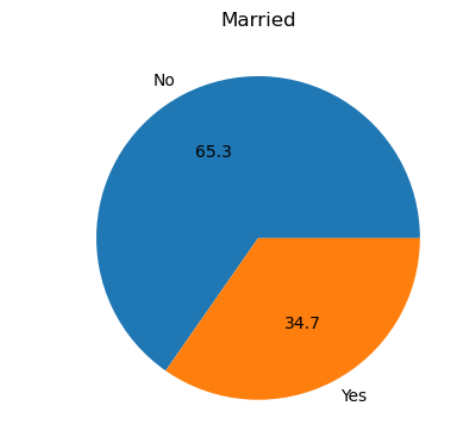 Married
No
65.3
34.7
Yes